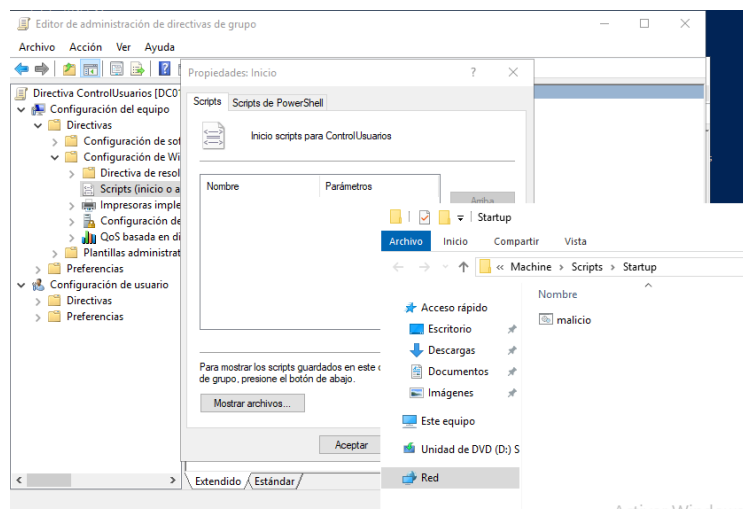 Editor de administración de directivas de grupo
Archivo Acción Ver Ayuda
Directiva ControlUsuarios [DC01
Configuración del equipo
Directivas
Configuración de sof
Configuración de Wi
Directiva de resol
Scripts (inicio o a
Impresoras imple
Configuración de
QoS basada en di
Plantillas administrat
Preferencias
Configuración de usuario
Directivas
Preferencias
Propiedades: Inicio
Scripts Scripts de PowerShell
Inicio scripts para ControlUsuarios
Nombre Parámetros
Arriba
Para mostrar los scripts guardados en este
de grupo, presione el botón de abajo.
Mostrar archivos...
Aceptar
Extendido Estándar
Startup
Archivo Inicio Compartir Vista
« Machine > Scripts > Startup
Nombre
malicio
Acceso rápido
Escritorio
Descargas
Documentos
Imágenes
Este equipo
Unidad de DVD (D:) S
Red